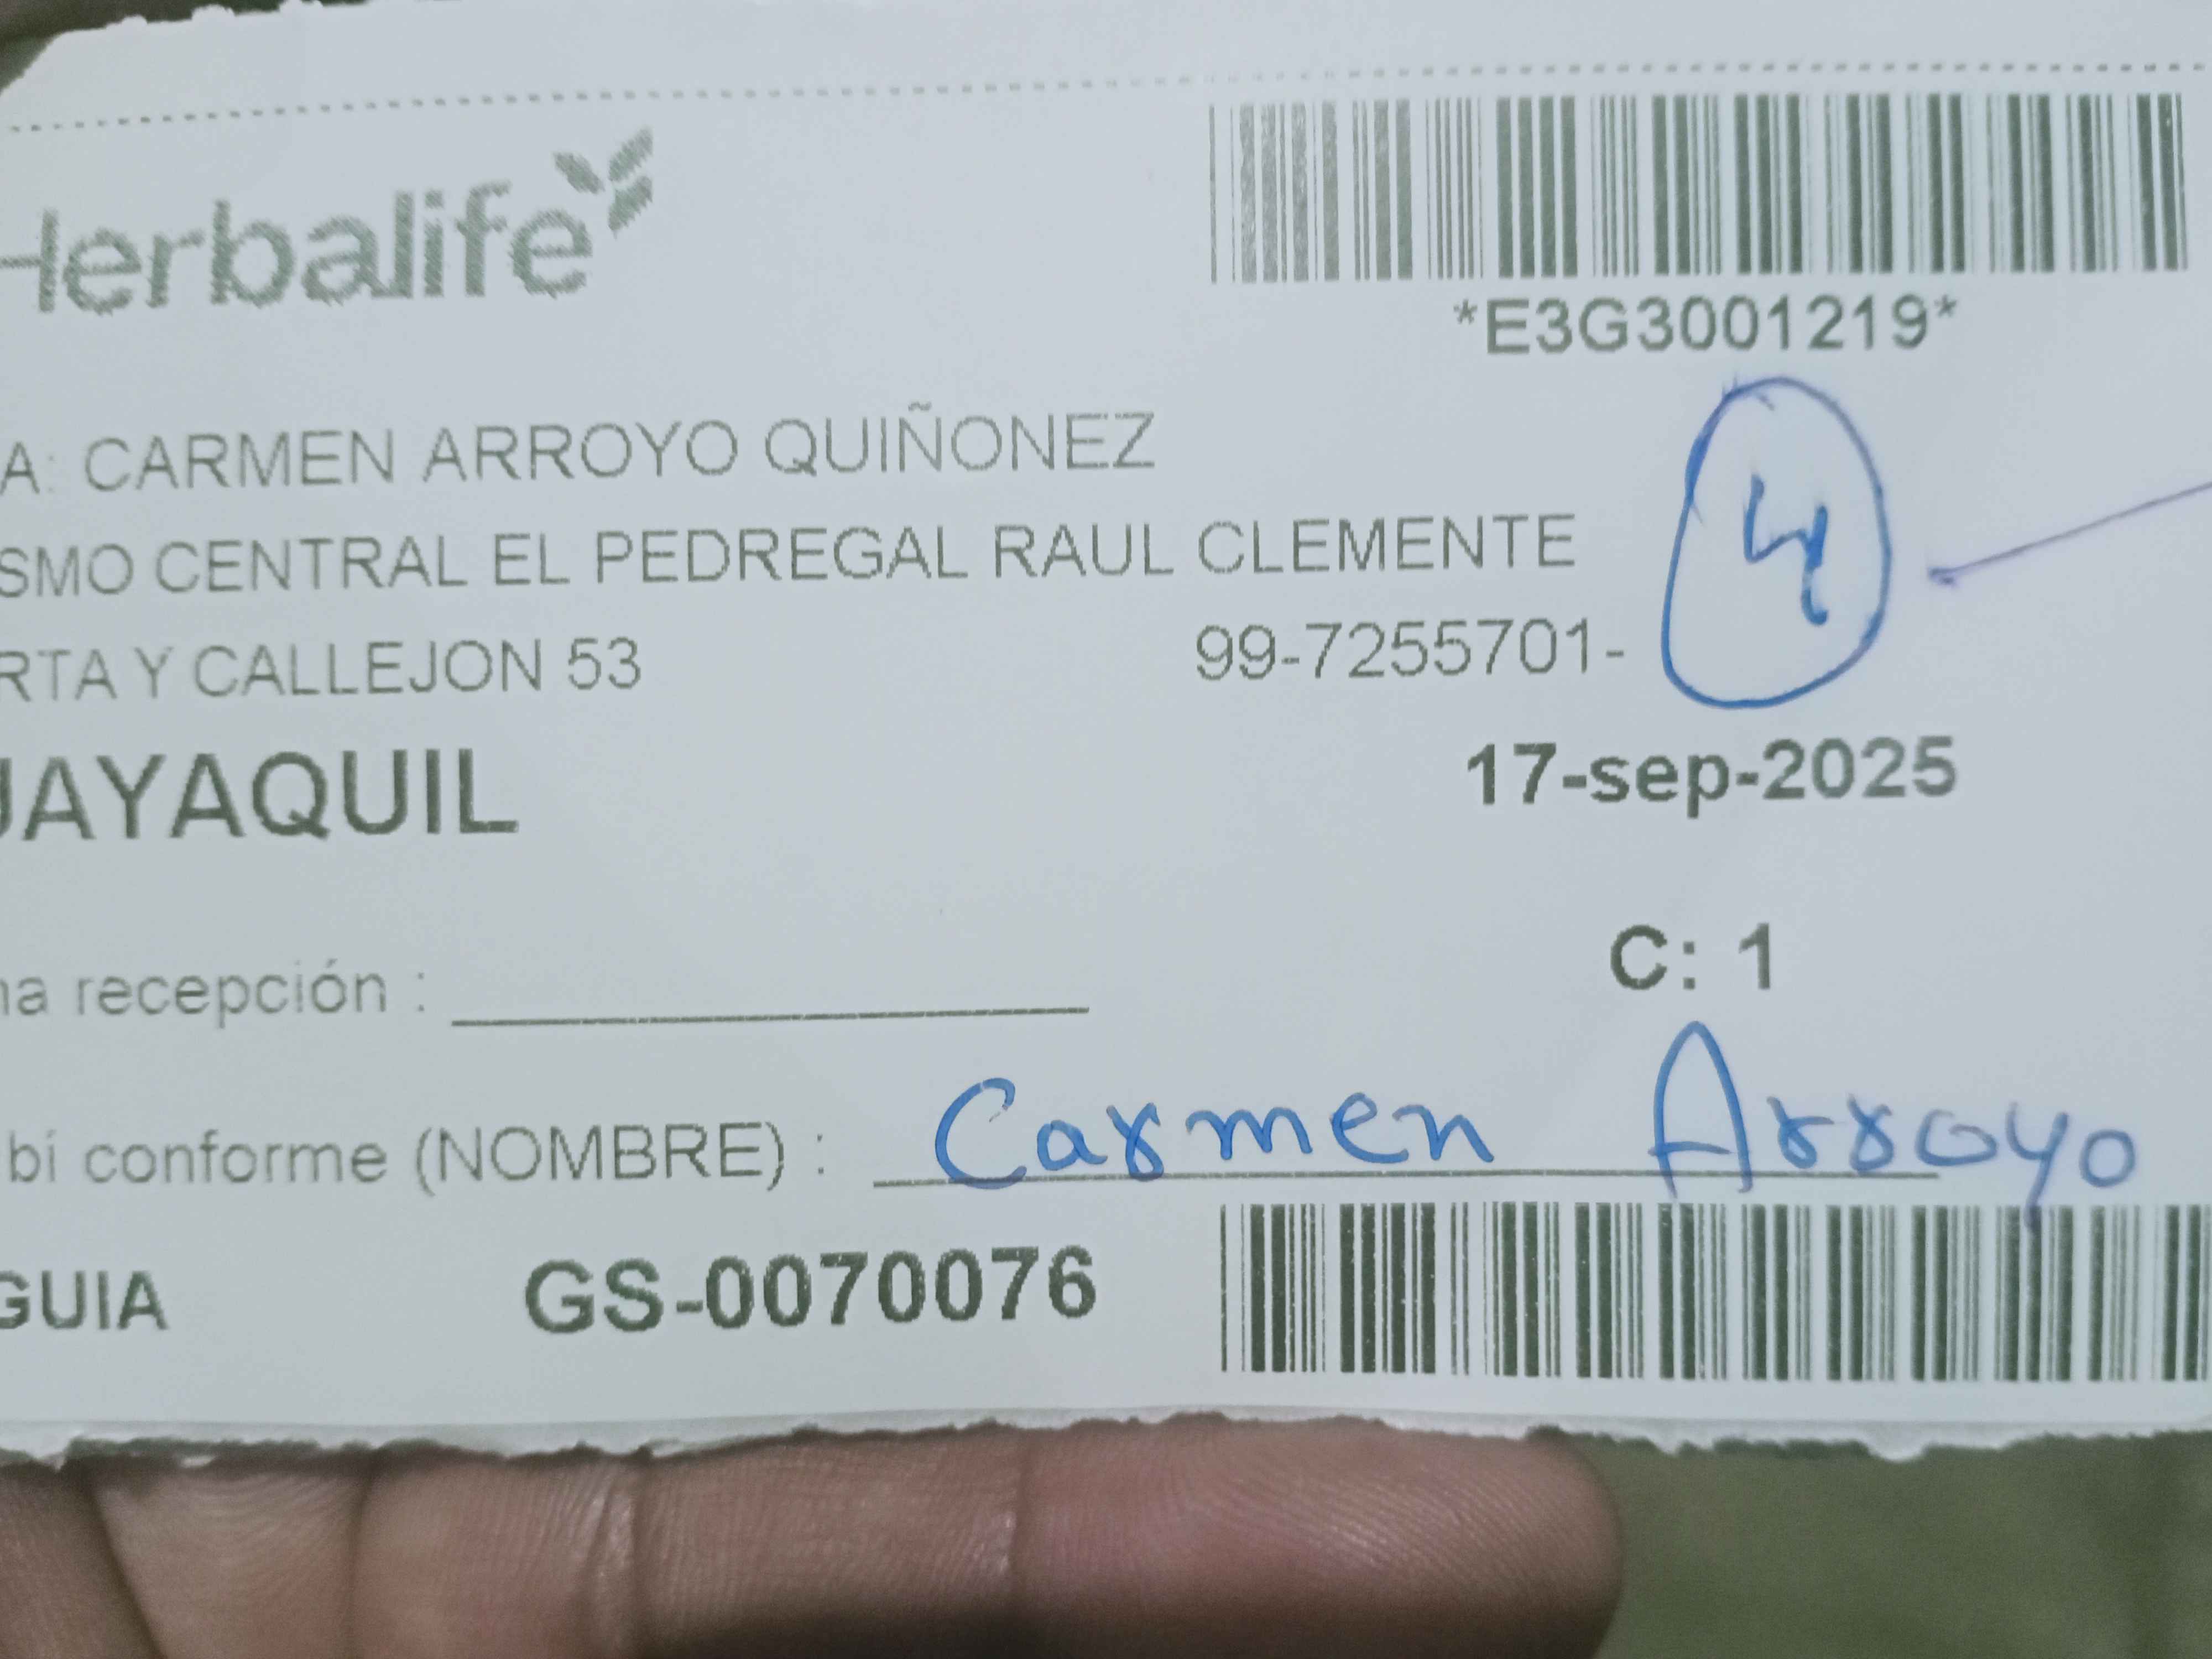 Herbalife
*E3G3001219*
A: CARMEN ARROYO QUIÑONEZ
SMO CENTRAL EL PEDREGAL RAUL CLEMENTE
4
RTA Y CALLEJON 53 99-7255701-
UAYAQUIL 17-sep-2025
C: 1
na recepción :
bí conforme (NOMBRE) : Carmen Arroyo
GUIA GS-0070076